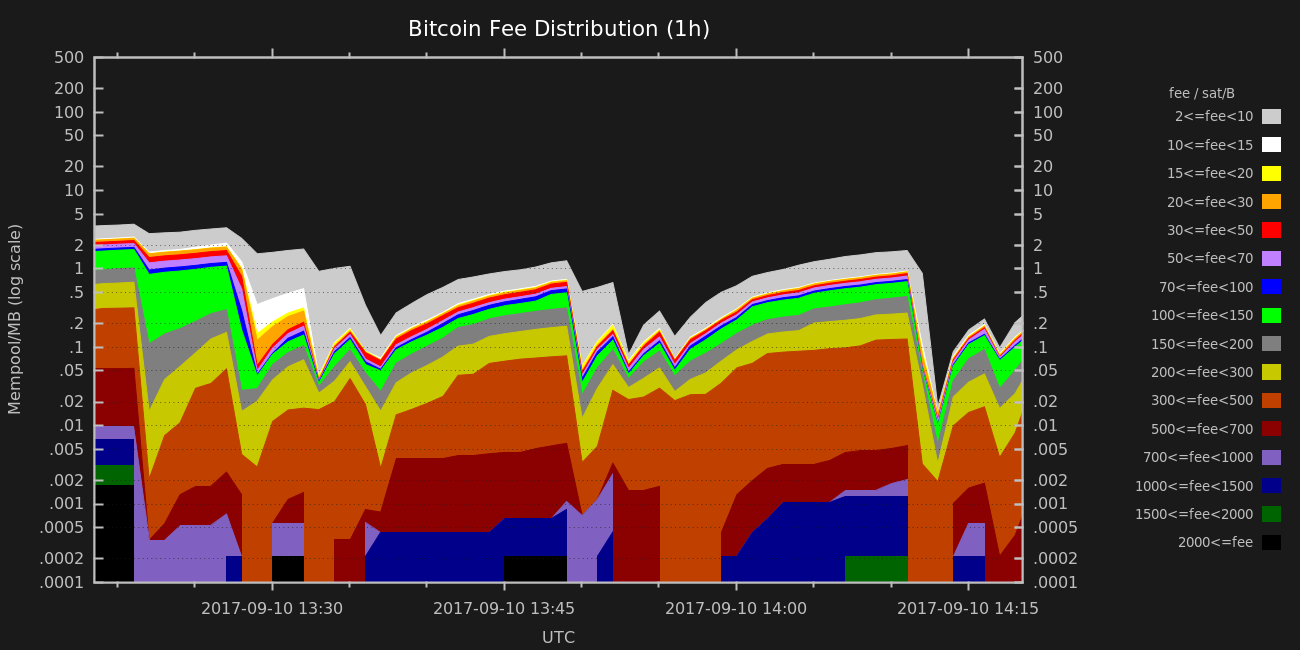 Bitcoin Fee Distribution (1h)
Mempool/MB (log scale)
500
200
100
50
20
10
5
2
1
.5
.2
.1
.05
.02
.01
.005
.002
.001
.0005
.0002
.0001
500
200
100
50
20
10
5
2
1
.5
.2
.1
.05
.02
.01
.005
.002
.001
.0005
.0002
.0001
2017-09-10 13:30
2017-09-10 13:45
2017-09-10 14:00
2017-09-10 14:15
UTC
fee / sat/B
2<=fee<10
10<=fee<15
15<=fee<20
20<=fee<30
30<=fee<50
50<=fee<70
70<=fee<100
100<=fee<150
150<=fee<200
200<=fee<300
300<=fee<500
500<=fee<700
700<=fee<1000
1000<=fee<1500
1500<=fee<2000
2000<=fee